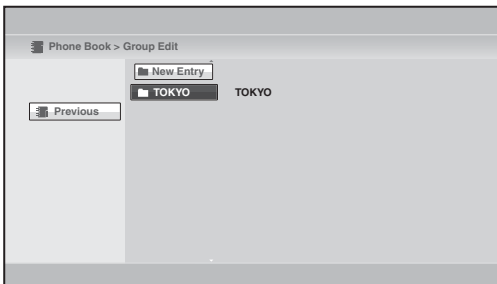 Phone Book > Group Edit
New Entry
TOKYO TOKYO
Previous